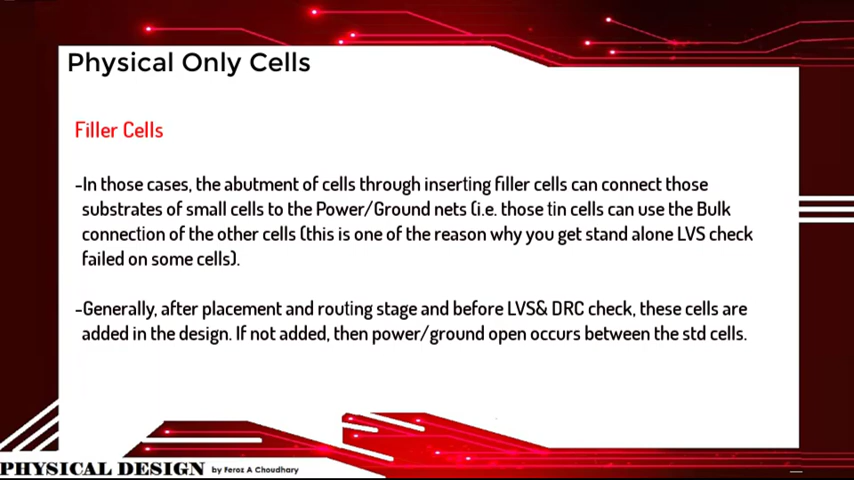 Physical Only Cells
Filler Cells
-In those cases, the abutment of cells through inserting filler cells can connect those
substrates of small cells to the Power/Ground nets (i.e. those tin cells can use the Bulk
connection of the other cells (this is one of the reason why you get stand alone LVS check
failed on some cells).
-Generally, after placement and routing stage and before LVS& DRC check, these cells are
added in the design. If not added, then power/ground open occurs between the std cells.
PHYSICAL DESIGN by Feroz A Choudhary